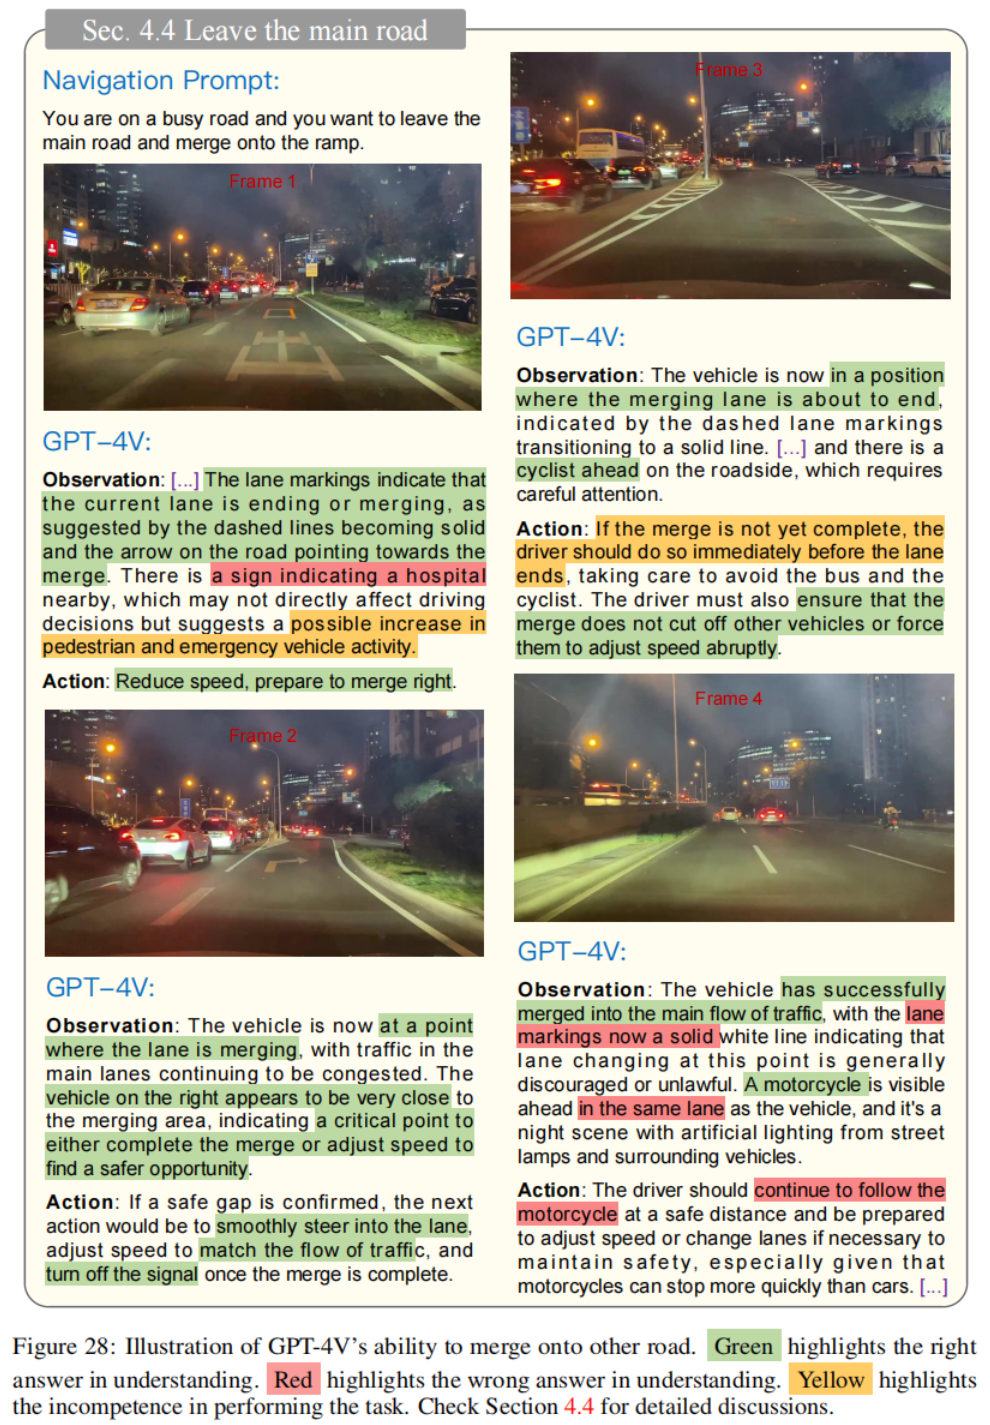 Sec. 4.4 Leave the main road
Navigation Prompt:
You are on a busy road and you want to leave the
main road and merge onto the ramp.
Frame 1
GPT–4V:
Observation: [...] The lane markings indicate that
the current lane is ending or merging, as
suggested by the dashed lines becoming solid
and the arrow on the road pointing towards the
merge. There is a sign indicating a hospital
nearby, which may not directly affect driving
decisions but suggests a possible increase in
pedestrian and emergency vehicle activity.
Action: Reduce speed, prepare to merge right.
Frame 2
GPT–4V:
Observation: The vehicle is now at a point
where the lane is merging, with traffic in the
main lanes continuing to be congested. The
vehicle on the right appears to be very close to
the merging area, indicating a critical point to
either complete the merge or adjust speed to
find a safer opportunity.
Action: If a safe gap is confirmed, the next
action would be to smoothly steer into the lane,
adjust speed to match the flow of traffic, and
turn off the signal once the merge is complete.
Frame 3
GPT–4V:
Observation: The vehicle is now in a position
where the merging lane is about to end,
indicated by the dashed lane markings
transitioning to a solid line. [...] and there is a
cyclist ahead on the roadside, which requires
careful attention.
Action: If the merge is not yet complete, the
driver should do so immediately before the lane
ends, taking care to avoid the bus and the
cyclist. The driver must also ensure that the
merge does not cut off other vehicles or force
them to adjust speed abruptly.
Frame 4
GPT–4V:
Observation: The vehicle has successfully
merged into the main flow of traffic, with the lane
markings now a solid white line indicating that
lane changing at this point is generally
discouraged or unlawful. A motorcycle is visible
ahead in the same lane as the vehicle, and it's a
night scene with artificial lighting from street
lamps and surrounding vehicles.
Action: The driver should continue to follow the
motorcycle at a safe distance and be prepared
to adjust speed or change lanes if necessary to
maintain safety, especially given that
motorcycles can stop more quickly than cars. [...]
Figure 28: Illustration of GPT-4V's ability to merge onto other road. Green highlights the right
answer in understanding. Red highlights the wrong answer in understanding. Yellow highlights
the incompetence in performing the task. Check Section 4.4 for detailed discussions.